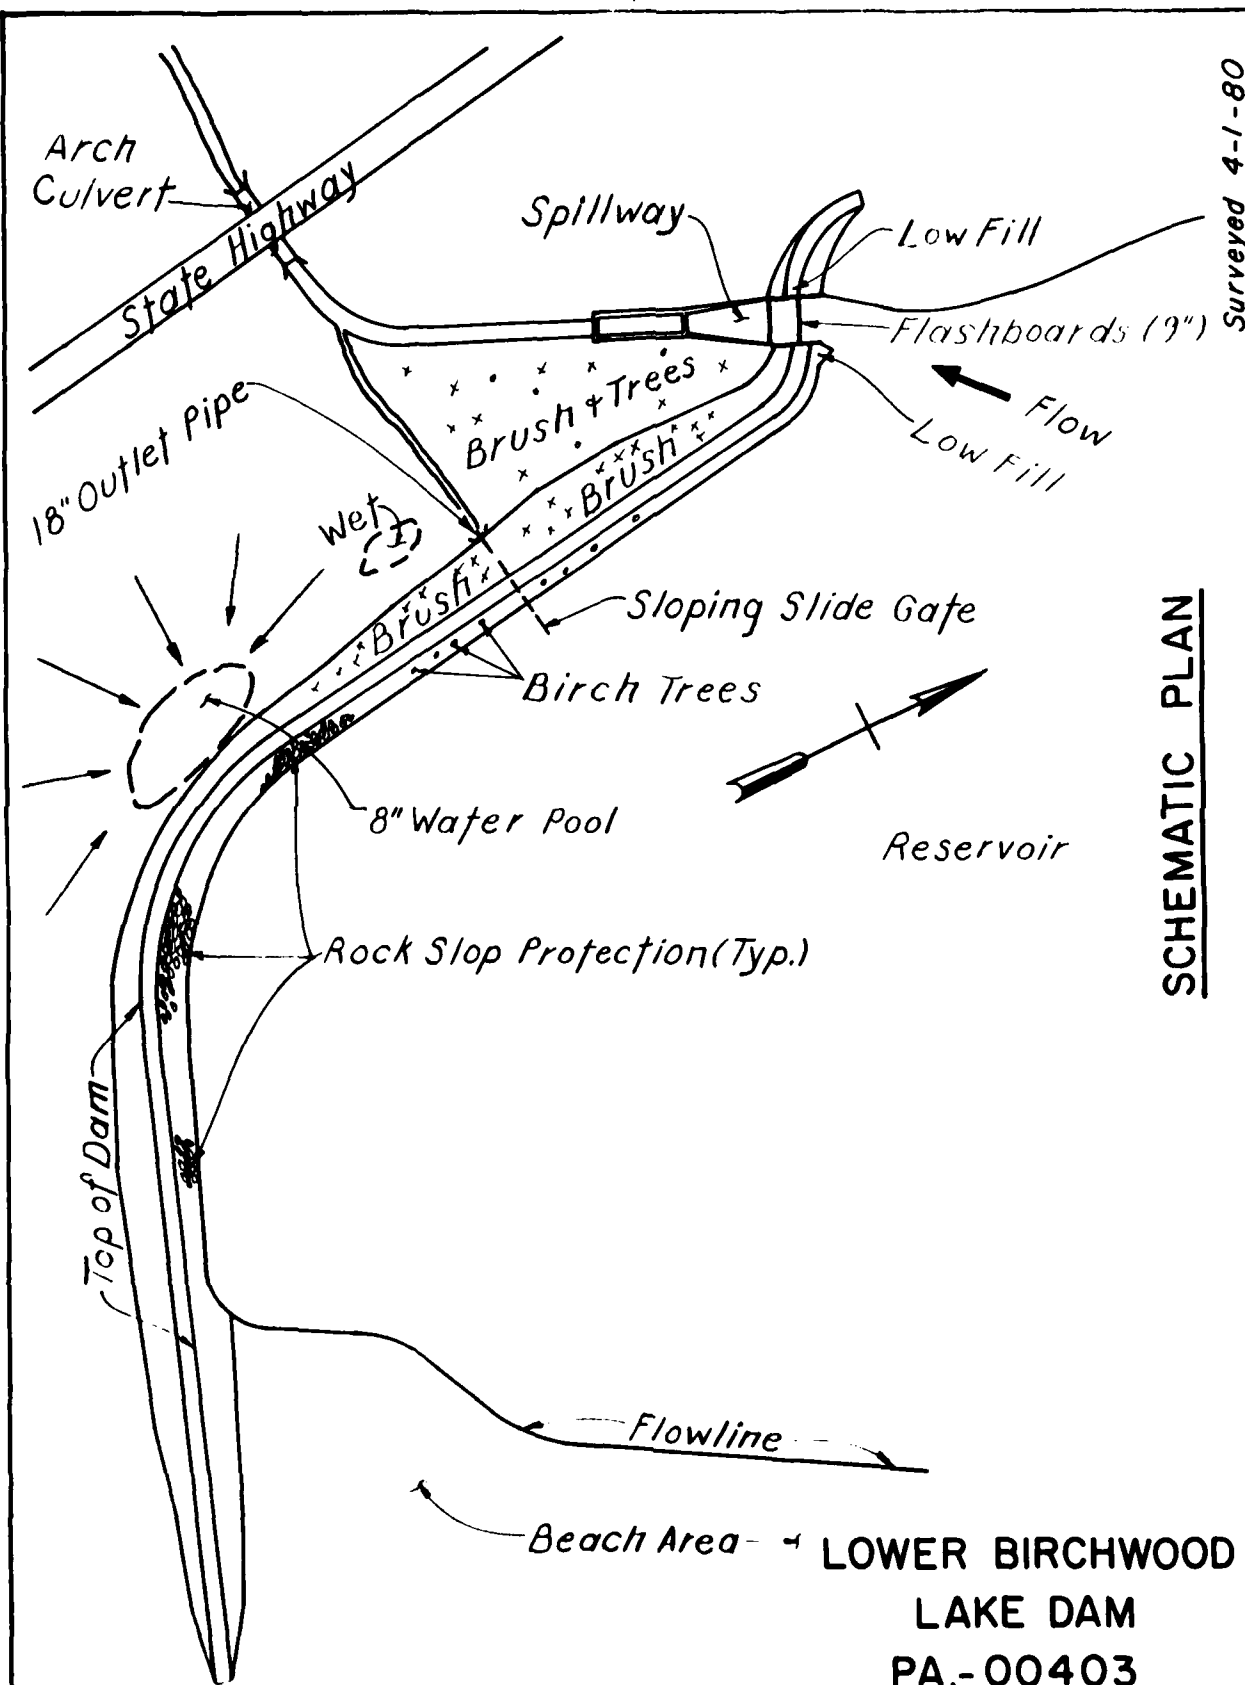 Surveyed 4-1-80
Arch
Culvert
State Highway
Spillway
Low Fill
Flashboards (9")
Flow
Low Fill
Brush & Trees
Brush
18" Outlet Pipe
Wet
Brush
Sloping Slide Gate
Birch Trees
8" Water Pool
Reservoir
SCHEMATIC PLAN
Rock Slop Protection (Typ.)
Top of Dam
Flowline
Beach Area
LOWER BIRCHWOOD
LAKE DAM
PA.-00403